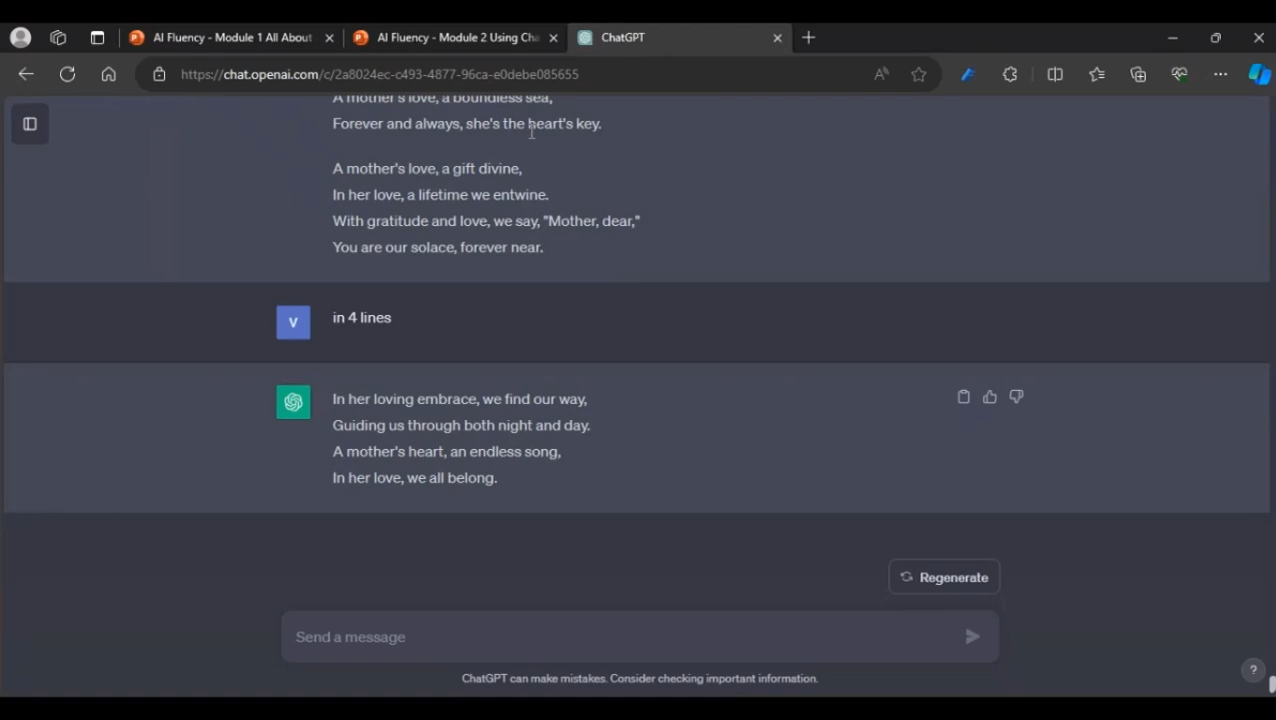 AI Fluency - Module 1 All About
AI Fluency - Module 2 Using Cha
ChatGPT
https://chat.openai.com/c/2a8024ec-c493-4877-96ca-e0debe085655
A mother's love, a boundless sea,
Forever and always, she's the heart's key.
A mother's love, a gift divine,
In her love, a lifetime we entwine.
With gratitude and love, we say, "Mother, dear,"
You are our solace, forever near.
V
in 4 lines
In her loving embrace, we find our way,
Guiding us through both night and day.
A mother's heart, an endless song,
In her love, we all belong.
Regenerate
Send a message
ChatGPT can make mistakes. Consider checking important information.
?